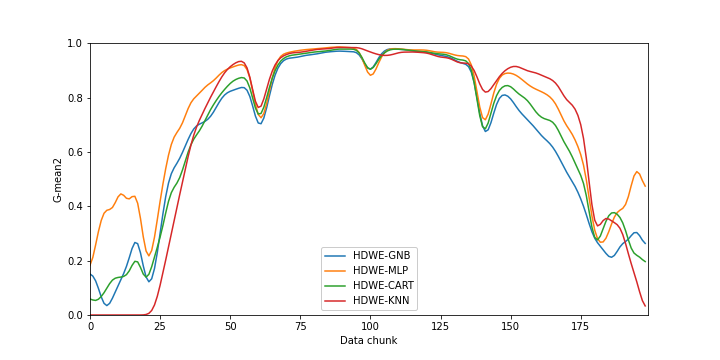 G-mean2
1.0
0.8
0.6
0.4
0.2
0.0
0
25
50
75
100
125
150
175
Data chunk
HDWE-GNB
HDWE-MLP
HDWE-CART
HDWE-KNN